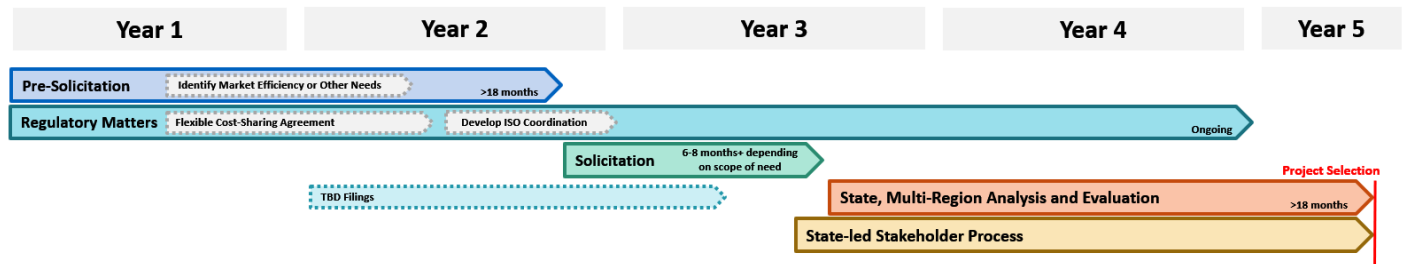 Year 1
Year 2
Year 3
Year 4
Year 5
Pre-Solicitation
Identify Market Efficiency or Other Needs
>18 months
Regulatory Matters
Flexible Cost-Sharing Agreement
Develop ISO Coordination
Ongoing
Solicitation
6-8 months+ depending
on scope of need
Project Selection
TBD Filings
State, Multi-Region Analysis and Evaluation
>18 months
State-led Stakeholder Process